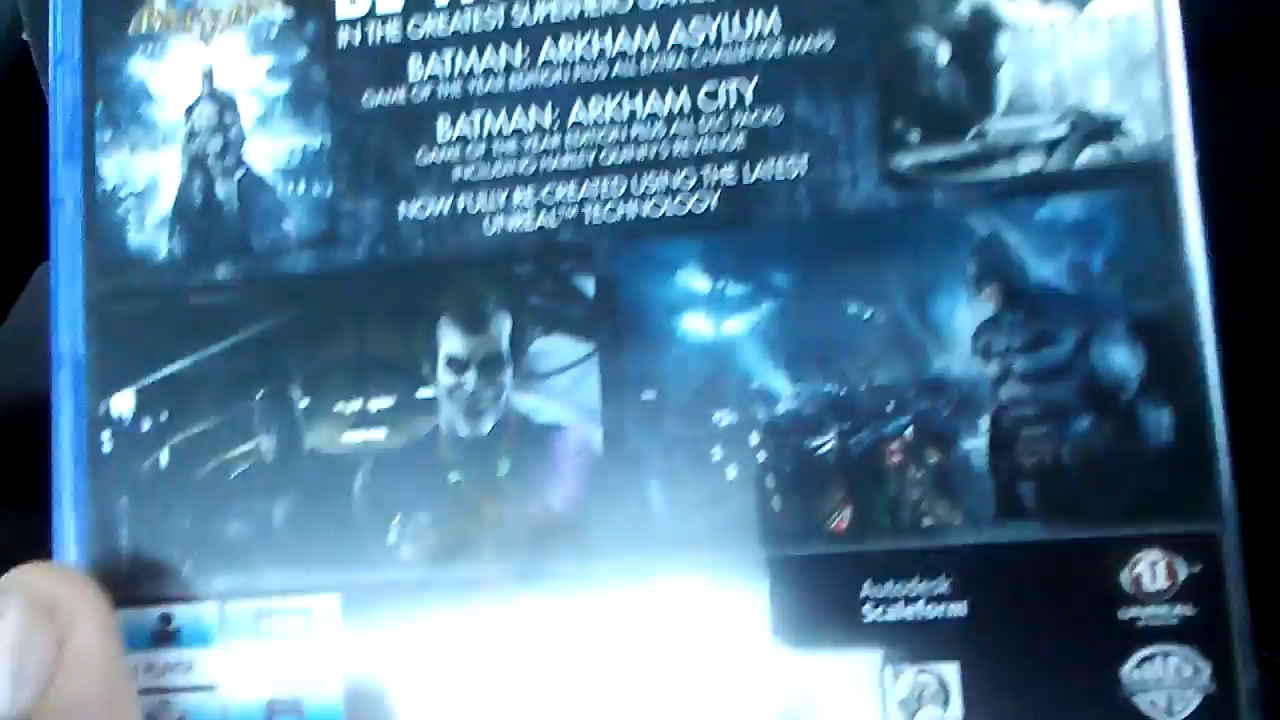 IN THE GREATEST SUPERHERO
BATMAN: ARKHAM ASYLUM
GAME OF THE YEAR EDITION PLUS ALL EXTRA CHALLENGE MAPS
BATMAN: ARKHAM CITY
GAME OF THE YEAR EDITION PLUS ALL DLC PACKS
INCLUDING HARLEY QUINN'S REVENGE
NOW FULLY RE-CREATED USING THE LATEST
UNREAL™ TECHNOLOGY
Autodesk
Scaleform